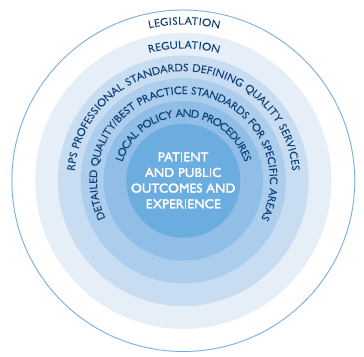 LEGISLATION
REGULATION
RPS PROFESSIONAL STANDARDS DEFINING QUALITY SERVICES
DETAILED QUALITY/BEST PRACTICE STANDARDS FOR SPECIFIC AREAS
LOCAL POLICY AND PROCEDURES
PATIENT
AND PUBLIC
OUTCOMES AND
EXPERIENCE